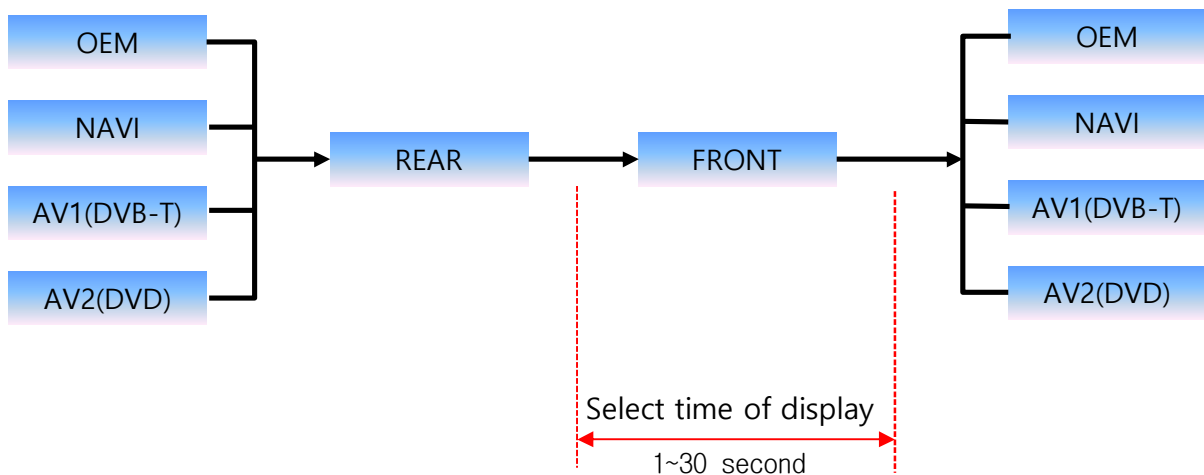 OEM
NAVI
AV1(DVB-T)
AV2(DVD)
REAR
FRONT
OEM
NAVI
AV1(DVB-T)
AV2(DVD)
Select time of display
1~30 second